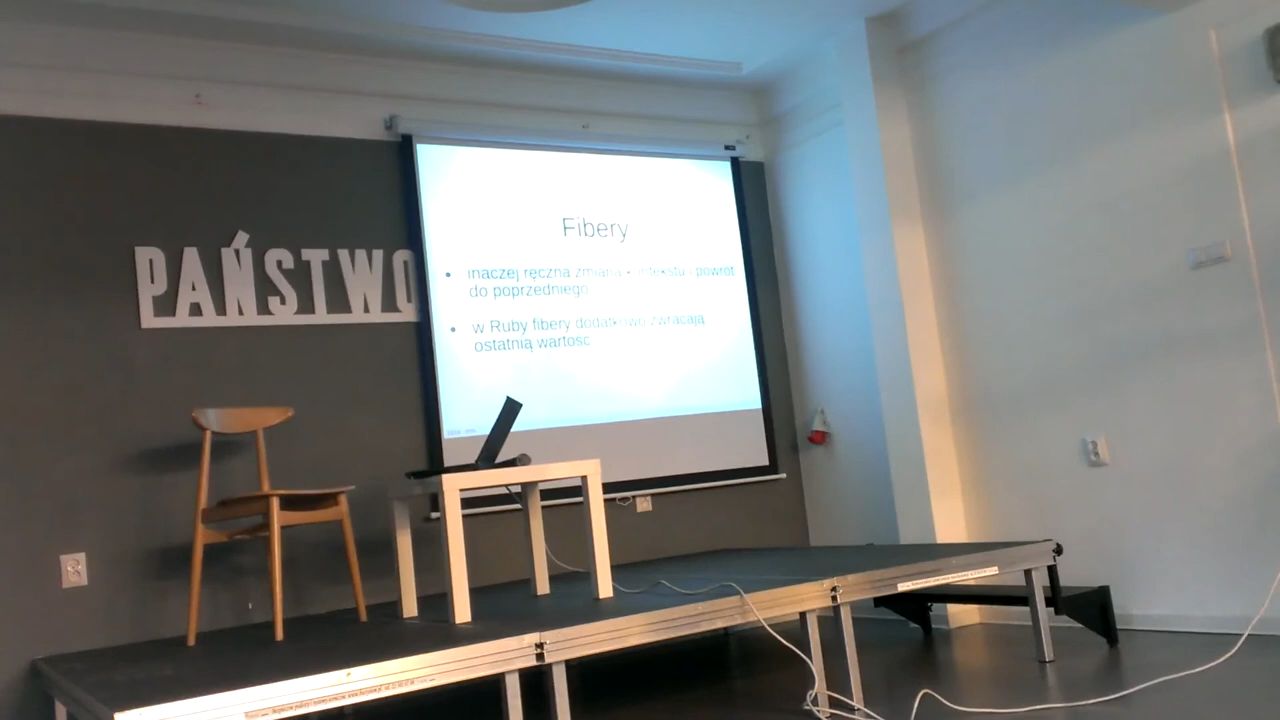 PAŃSTWO
Fibery
• inaczej ręczna zmiana kontekstu i powrót
do poprzedniego
• w Ruby fibery dodatkowo zwracają
ostatnią wartość